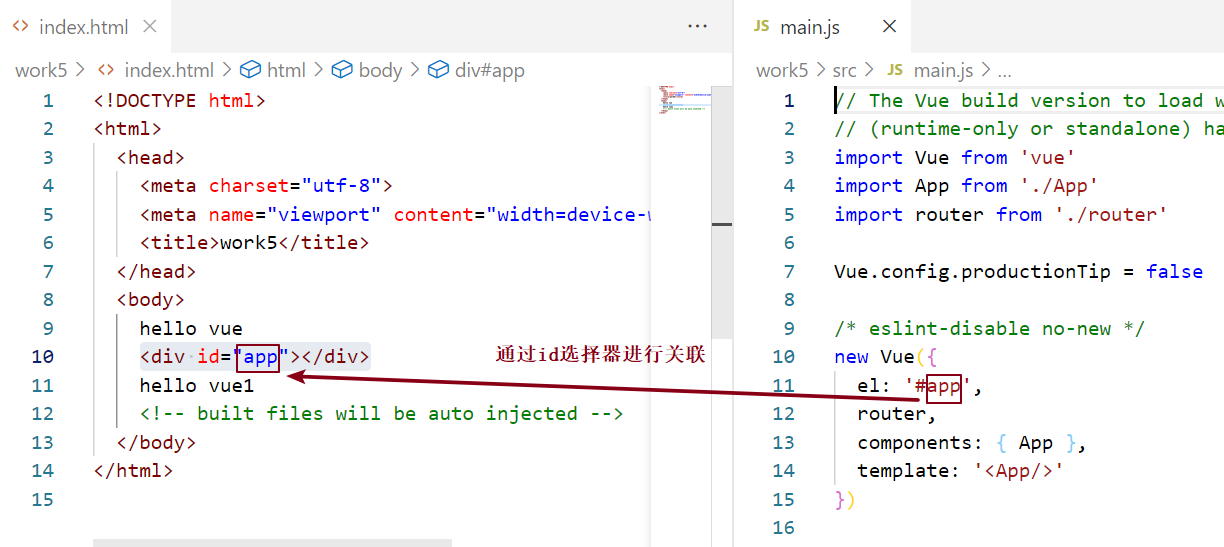 index.html
work5 > index.html > html > body > div#app
1 <!DOCTYPE html>
2 <html>
3 <head>
4 <meta charset="utf-8">
5 <meta name="viewport" content="width=device-w
6 <title>work5</title>
7 </head>
8 <body>
9 hello vue
10 <div id="app"></div>
11 hello vue1
12 <!-- built files will be auto injected -->
13 </body>
14 </html>
15
通过id选择器进行关联
JS main.js
work5 > src > JS main.js > ...
1 // The Vue build version to load w
2 // (runtime-only or standalone) ha
3 import Vue from 'vue'
4 import App from './App'
5 import router from './router'
6
7 Vue.config.productionTip = false
8
9 /* eslint-disable no-new */
10 new Vue({
11 el: '#app',
12 router,
13 components: { App },
14 template: '<App/>'
15 })
16